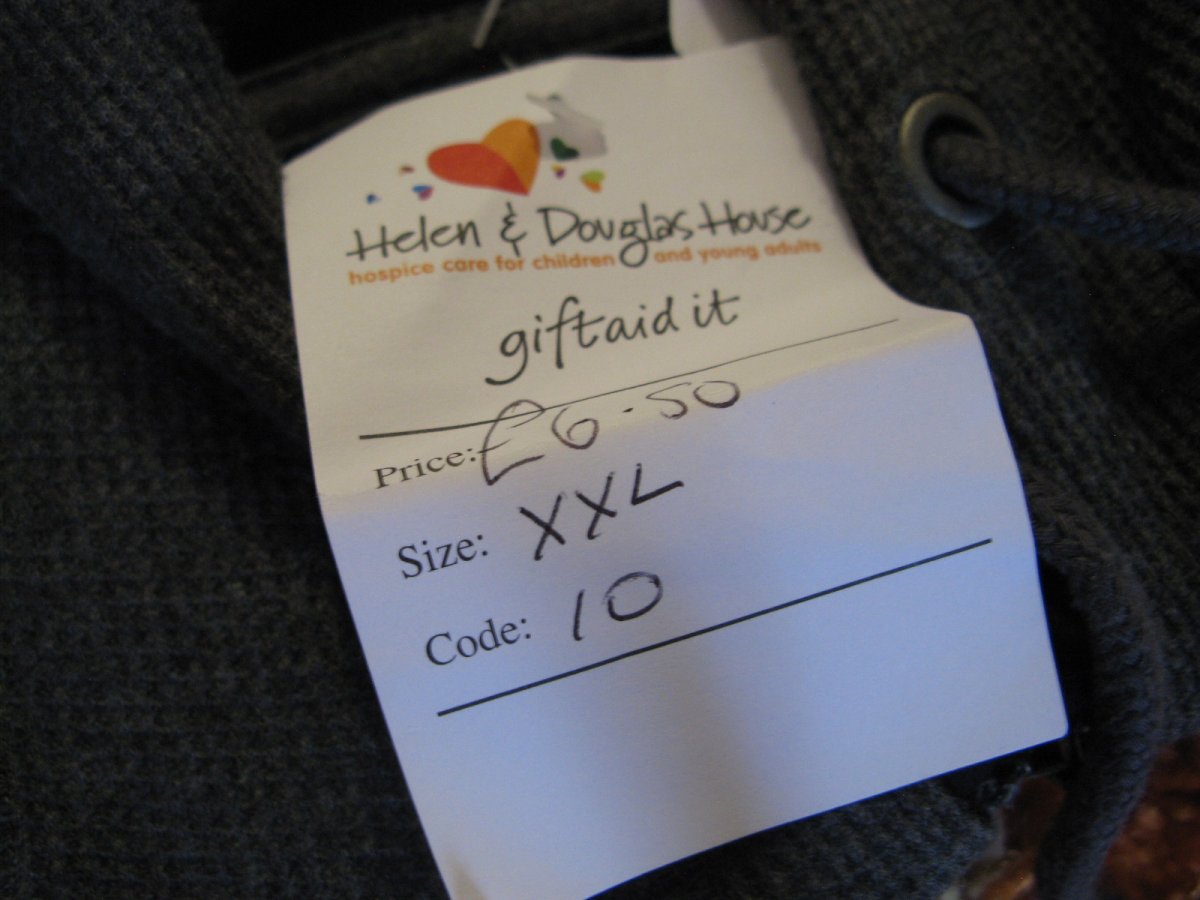 Helen & Douglas House
hospice care for children and young adults
giftaid it
Price: £6.50
Size: XXL
Code: 10